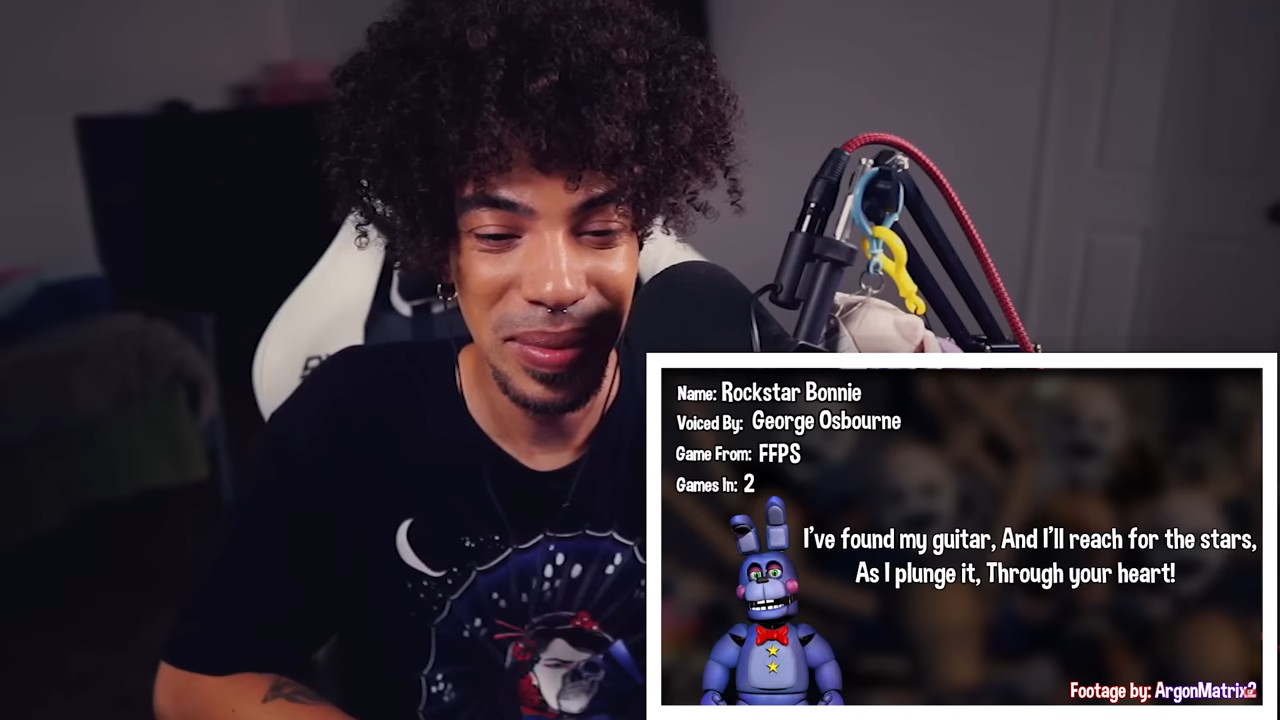 Name: Rockstar Bonnie
Voiced By: George Osbourne
Game From: FFPS
Games In: 2
I've found my guitar, And I'll reach for the stars,
As I plunge it, Through your heart!
Footage by: ArgonMatrix2